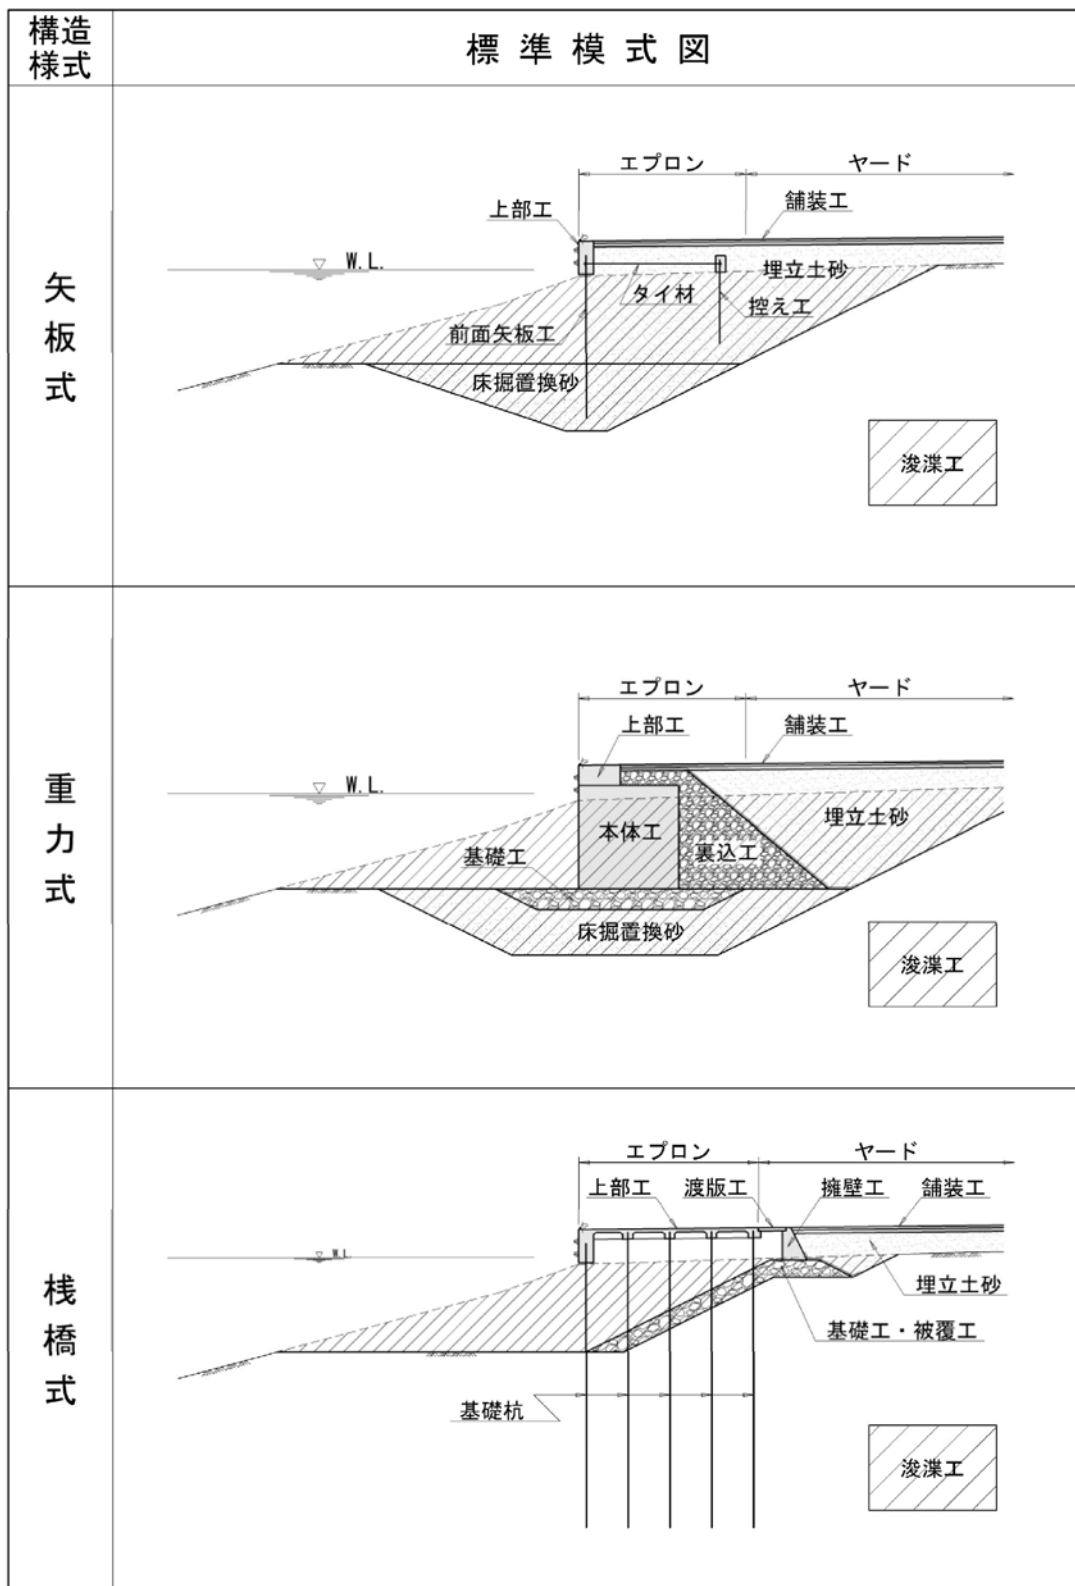 構造
様式
標準模式図
矢板式
エプロン
ヤード
上部工
舗装工
W.L.
埋立土砂
タイ材
控え工
前面矢板工
床掘置換砂
浚渫工
重力式
エプロン
ヤード
上部工
舗装工
W.L.
本体工
埋立土砂
基礎工
裏込工
床掘置換砂
浚渫工
桟橋式
エプロン
ヤード
上部工
渡版工
擁壁工
舗装工
W.L.
埋立土砂
基礎工・被覆工
基礎杭
浚渫工